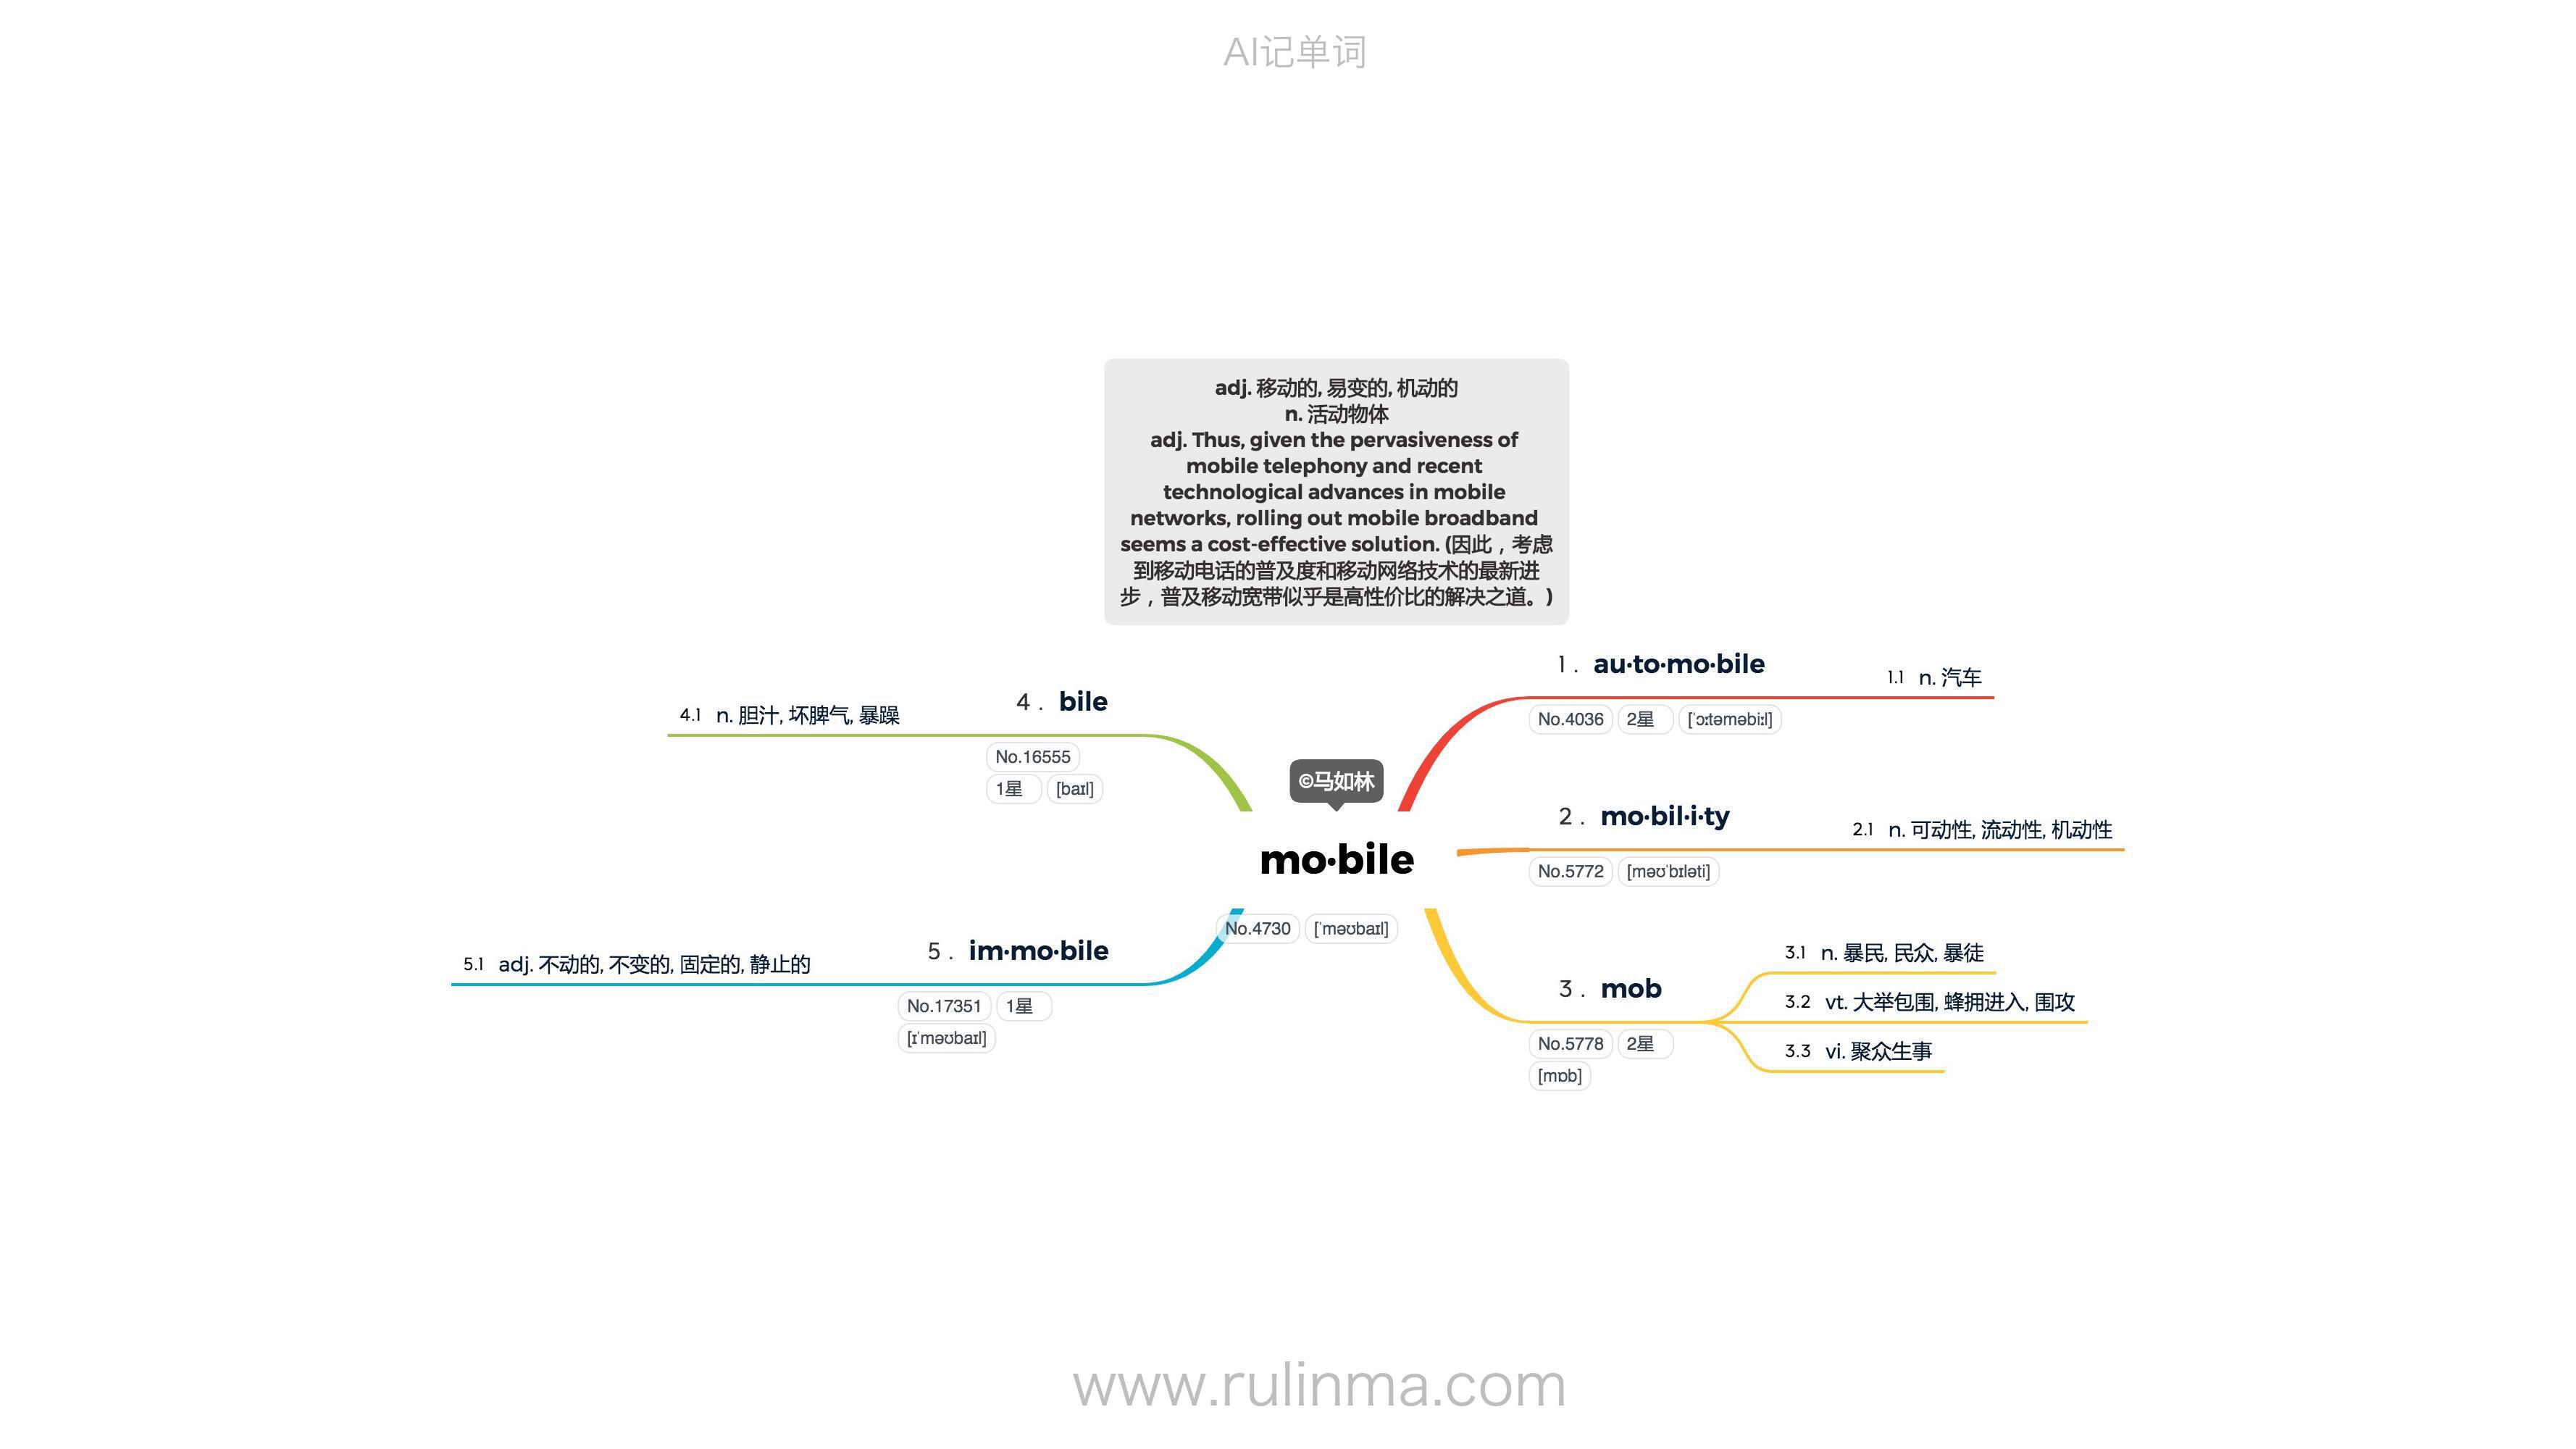 AI记单词
adj. 移动的, 易变的, 机动的
n. 活动物体
adj. Thus, given the pervasiveness of
mobile telephony and recent
technological advances in mobile
networks, rolling out mobile broadband
seems a cost-effective solution. (因此，考虑
到移动电话的普及度和移动网络技术的最新进
步，普及移动宽带似乎是高性价比的解决之道。)
©马如林
mo·bile
No.4730 [ˈməʊbaɪl]
1. au·to·mo·bile
No.4036 2星 [ˈɔːtəməbiːl]
1.1 n. 汽车
2. mo·bil·i·ty
No.5772 [məʊˈbɪləti]
2.1 n. 可动性, 流动性, 机动性
3. mob
No.5778 2星
[mɒb]
3.1 n. 暴民, 民众, 暴徒
3.2 vt. 大举包围, 蜂拥进入, 围攻
3.3 vi. 聚众生事
4. bile
No.16555
1星 [baɪl]
4.1 n. 胆汁, 坏脾气, 暴躁
5. im·mo·bile
No.17351 1星
[ɪˈməʊbaɪl]
5.1 adj. 不动的, 不变的, 固定的, 静止的
www.rulinma.com